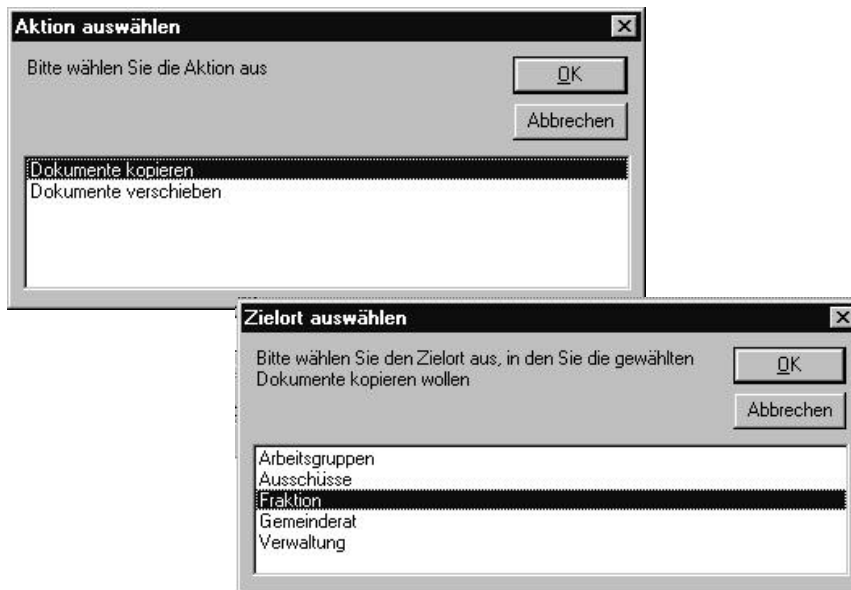 Aktion auswählen
Bitte wählen Sie die Aktion aus
OK
Abbrechen
Dokumente kopieren
Dokumente verschieben
Zielort auswählen
Bitte wählen Sie den Zielort aus, in den Sie die gewählten
Dokumente kopieren wollen
OK
Abbrechen
Arbeitsgruppen
Ausschüsse
Fraktion
Gemeinderat
Verwaltung